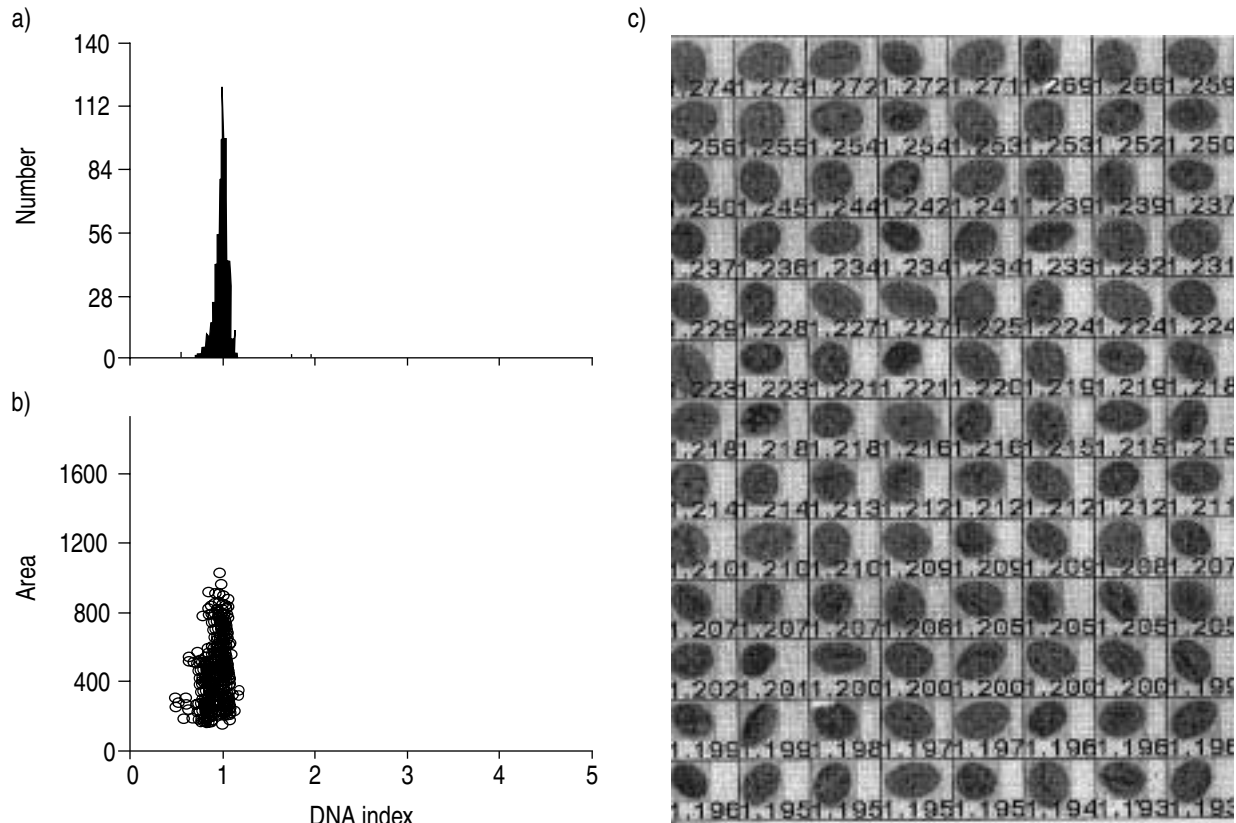 a)
140
112
84
56
28
0
Number
0 1 2 3 4 5
b)
1600
1200
800
400
0
Area
0 1 2 3 4 5
DNA index
c)
1.274 1.273 1.272 1.272 1.271 1.269 1.266 1.259
1.256 1.255 1.254 1.254 1.253 1.253 1.252 1.250
1.250 1.245 1.244 1.242 1.241 1.239 1.239 1.237
1.237 1.236 1.234 1.234 1.234 1.233 1.232 1.231
1.229 1.228 1.227 1.227 1.225 1.224 1.224 1.224
1.223 1.223 1.221 1.221 1.220 1.219 1.219 1.218
1.218 1.218 1.218 1.216 1.216 1.215 1.215 1.215
1.214 1.214 1.213 1.212 1.212 1.212 1.212 1.211
1.210 1.210 1.210 1.209 1.209 1.209 1.208 1.207
1.207 1.207 1.207 1.206 1.205 1.205 1.205 1.205
1.202 1.201 1.200 1.200 1.200 1.200 1.200 1.199
1.199 1.199 1.198 1.197 1.197 1.196 1.196 1.196
1.196 1.195 1.195 1.195 1.195 1.194 1.193 1.193